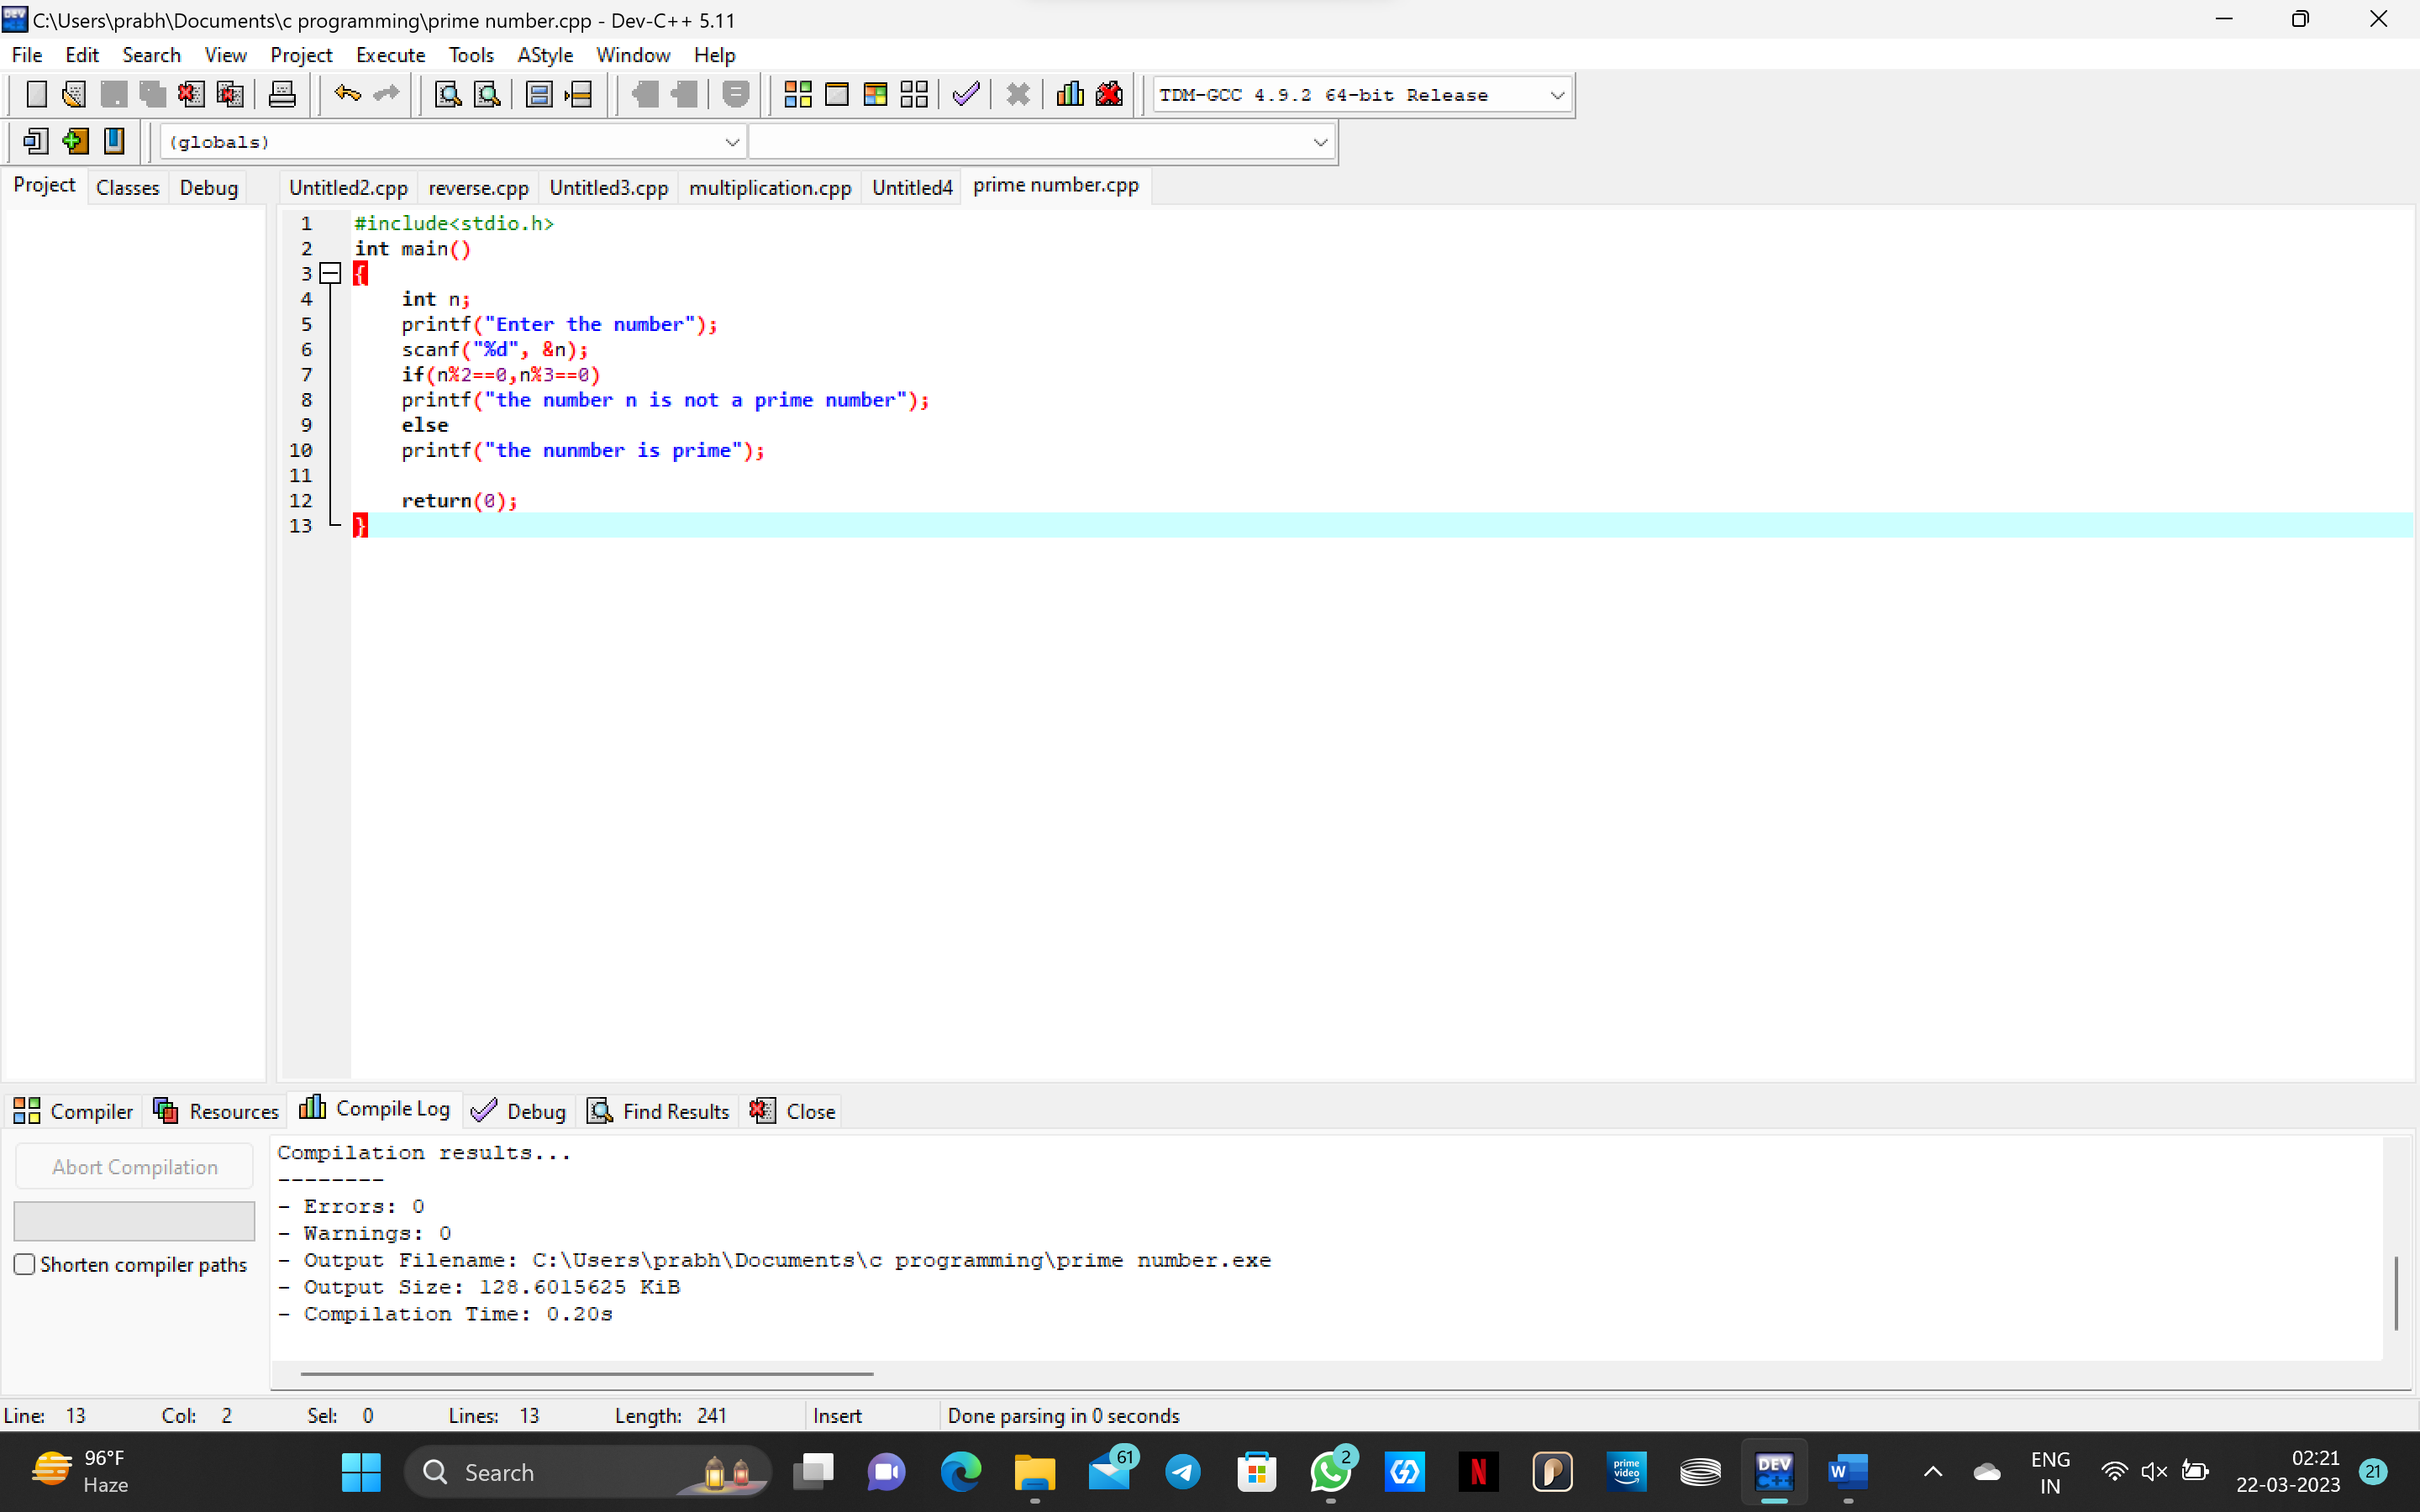 C:\Users\prabh\Documents\c programming\prime number.cpp - Dev-C++ 5.11
File Edit Search View Project Execute Tools AStyle Window Help
TDM-GCC 4.9.2 64-bit Release
(globals)
Project Classes Debug Untitled2.cpp reverse.cpp Untitled3.cpp multiplication.cpp Untitled4 prime number.cpp
1 #include<stdio.h>
2 int main()
3 {
4 int n;
5 printf("Enter the number");
6 scanf("%d", &n);
7 if(n%2==0,n%3==0)
8 printf("the number n is not a prime number");
9 else
10 printf("the nunmber is prime");
11
12 return(0);
13 }
Compiler Resources Compile Log Debug Find Results Close
Abort Compilation
Shorten compiler paths
Compilation results...
--------
- Errors: 0
- Warnings: 0
- Output Filename: C:\Users\prabh\Documents\c programming\prime number.exe
- Output Size: 128.6015625 KiB
- Compilation Time: 0.20s
Line: 13 Col: 2 Sel: 0 Lines: 13 Length: 241 Insert Done parsing in 0 seconds
96°F
Haze
Search
61
2
N
P
prime
video
DEV
C++
W
ENG
IN
02:21
22-03-2023
21